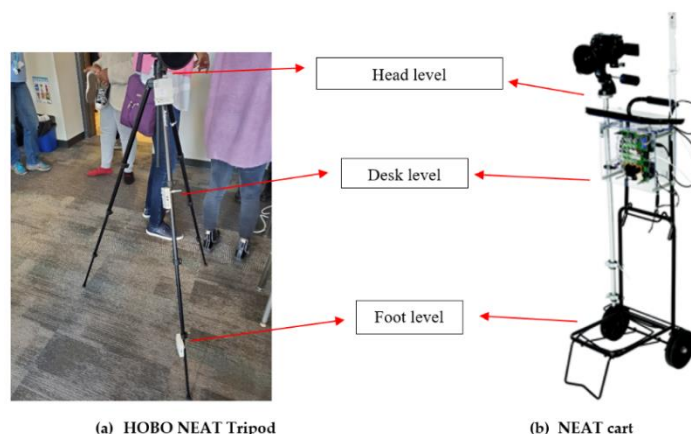 Head level
Desk level
Foot level
(a) HOBO NEAT Tripod
(b) NEAT cart